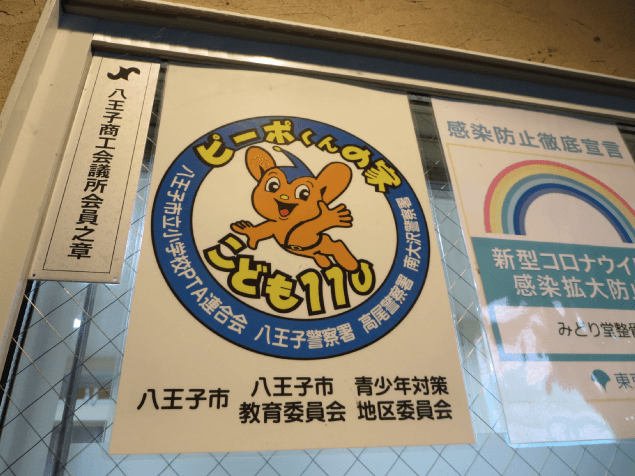 八王子商工会議所会員之章
ピーポくんの家
こども110
八王子市立小学校PTA連合会 八王子警察署 高尾警察署 南大沢警察署
八王子市
八王子市
教育委員会
青少年対策
地区委員会
感染防止徹底宣言
新型コロナウイ
感染拡大防止
みどり堂整骨
東京